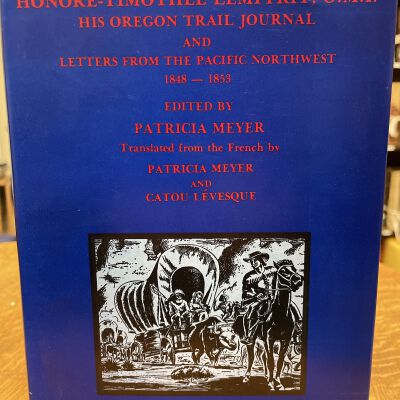 HONORÉ-TIMOTHÉE LEMPFRIT, O.M.I.
HIS OREGON TRAIL JOURNAL
AND
LETTERS FROM THE PACIFIC NORTHWEST
1848 — 1853
EDITED BY
PATRICIA MEYER
Translated from the French by
PATRICIA MEYER
AND
CATOU LÉVESQUE